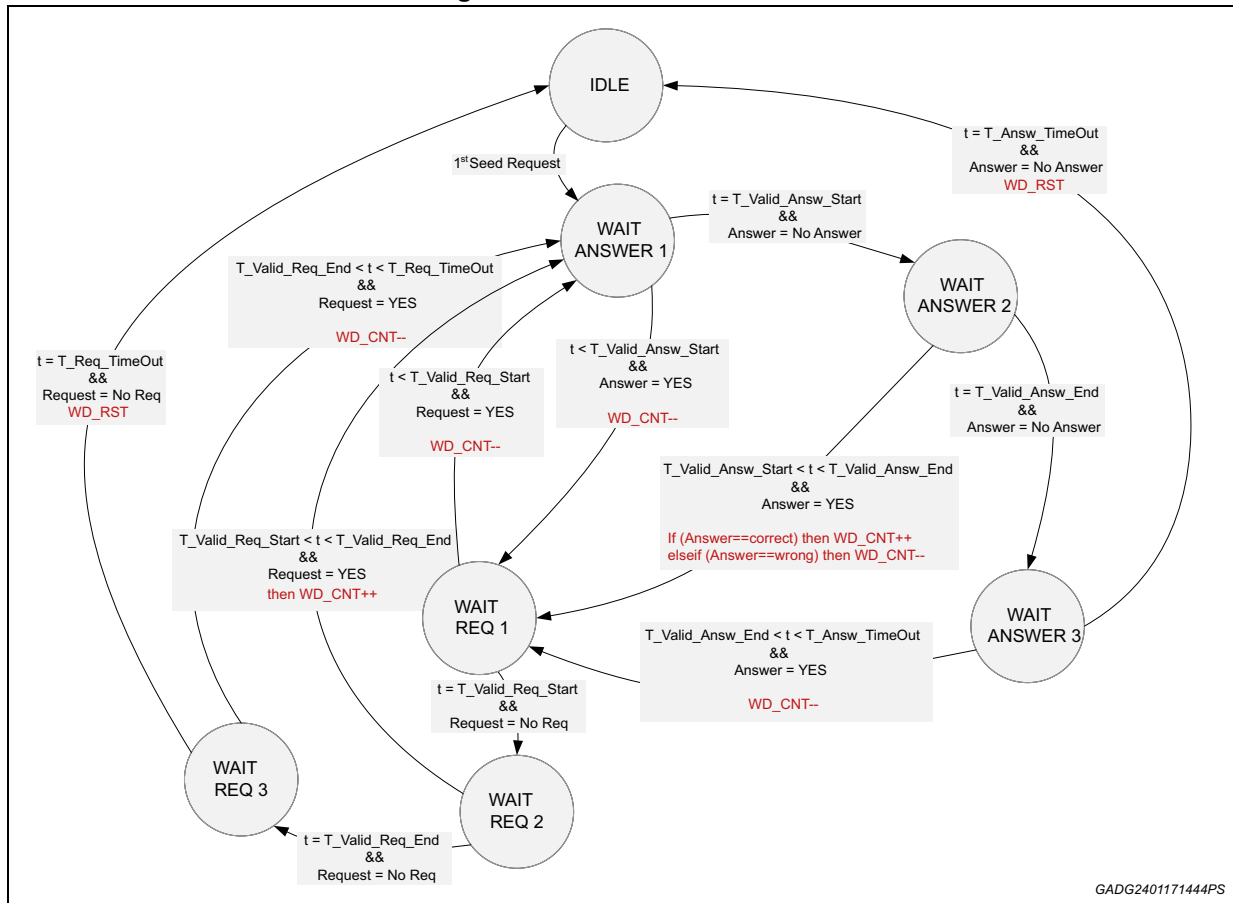 IDLE
t = T_Answ_TimeOut
&&
Answer = No Answer
WD_RST
1st Seed Request
t = T_Valid_Answ_Start
&&
Answer = No Answer
WAIT
ANSWER 1
T_Valid_Req_End < t < T_Req_TimeOut
&&
Request = YES
WD_CNT--
WAIT
ANSWER 2
t = T_Req_TimeOut
&&
Request = No Req
WD_RST
t < T_Valid_Req_Start
&&
Request = YES
WD_CNT--
t < T_Valid_Answ_Start
&&
Answer = YES
WD_CNT--
t = T_Valid_Answ_End
&&
Answer = No Answer
T_Valid_Answ_Start < t < T_Valid_Answ_End
&&
Answer = YES
If (Answer==correct) then WD_CNT++
elseif (Answer==wrong) then WD_CNT--
T_Valid_Req_Start < t < T_Valid_Req_End
&&
Request = YES
then WD_CNT++
WAIT
REQ 1
WAIT
ANSWER 3
T_Valid_Answ_End < t < T_Answ_TimeOut
&&
Answer = YES
WD_CNT--
t = T_Valid_Req_Start
&&
Request = No Req
WAIT
REQ 3
WAIT
REQ 2
t = T_Valid_Req_End
&&
Request = No Req
GADG2401171444PS